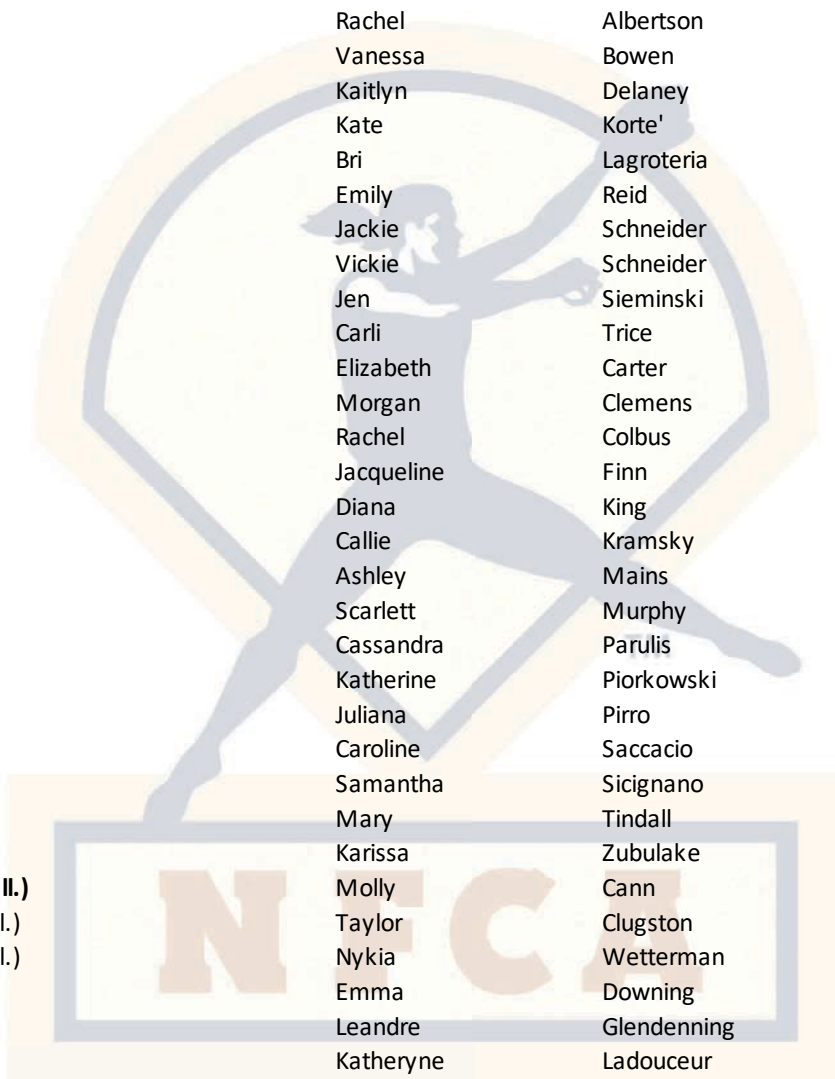 Rachel Albertson
Vanessa Bowen
Kaitlyn Delaney
Kate Korte'
Bri Lagroteria
Emily Reid
Jackie Schneider
Vickie Schneider
Jen Sieminski
Carli Trice
Elizabeth Carter
Morgan Clemens
Rachel Colbus
Jacqueline Finn
Diana King
Callie Kramsky
Ashley Mains
Scarlett Murphy
Cassandra Parulis
TM
Katherine Piorkowski
Juliana Pirro
Caroline Saccacio
Samantha Sicignano
Mary Tindall
Karissa Zubulake
ll.) Molly Cann
l.) Taylor Clugston
l.) Nykia Wetterman
NFCA
Emma Downing
Leandre Glendenning
Katheryne Ladouceur